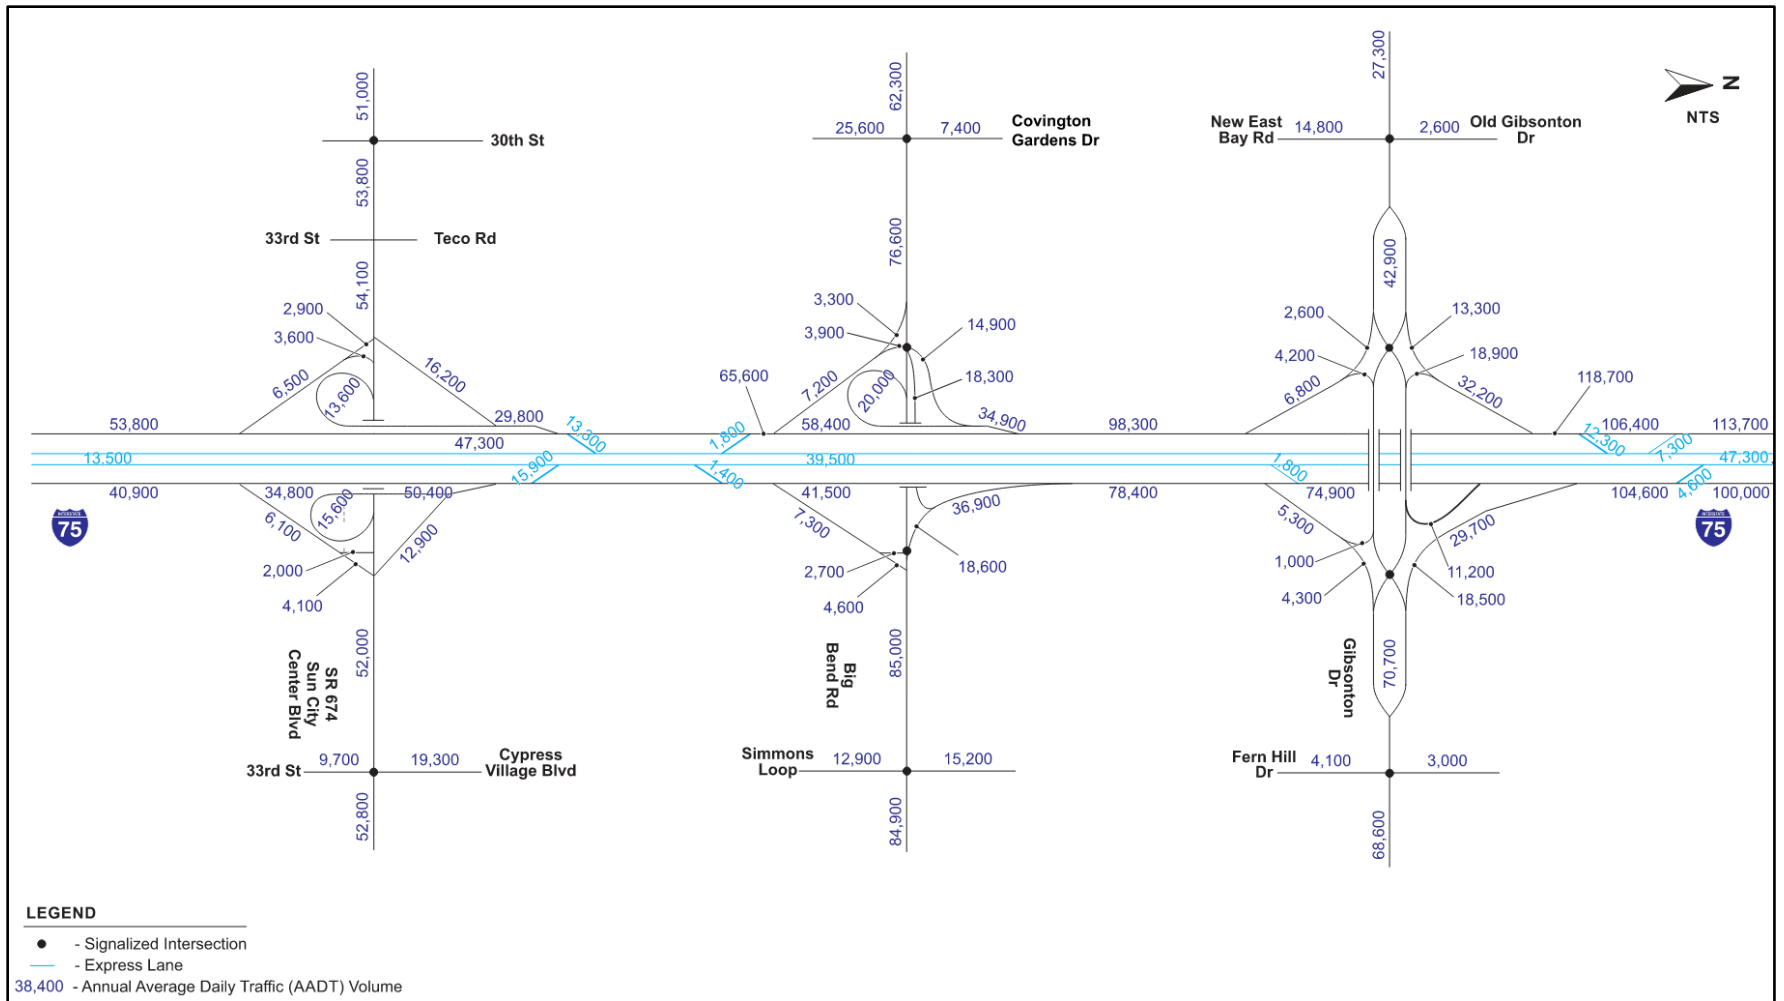 27,300
51,000
62,300
N
NTS
25,600
7,400
Covington
Gardens Dr
New East
Bay Rd
14,800
2,600
Old Gibsonton
Dr
30th St
53,800
33rd St
Teco Rd
76,600
54,100
42,900
2,900
3,600
3,300
3,900
14,900
2,600
13,300
4,200
18,900
6,500
13,600
16,200
65,600
7,200
20,000
18,300
6,800
32,200
118,700
53,800
29,800
13,300
1,800
58,400
34,900
98,300
106,400
113,700
12,300
7,300
47,300
13,500
39,500
47,300
15,900
1,400
1,800
4,600
40,900
34,800
50,400
41,500
78,400
74,900
104,600
100,000
INTERSTATE
75
INTERSTATE
75
6,100
15,600
12,900
7,300
36,900
5,300
29,700
2,000
4,100
2,700
4,600
18,600
1,000
4,300
11,200
18,500
SR 674
Sun City
Center Blvd
52,000
Big
Bend Rd
85,000
Gibsonton
Dr
70,700
33rd St
9,700
19,300
Cypress
Village Blvd
Simmons
Loop
12,900
15,200
Fern Hill
Dr
4,100
3,000
52,800
84,900
68,600
LEGEND
- Signalized Intersection
- Express Lane
38,400 - Annual Average Daily Traffic (AADT) Volume